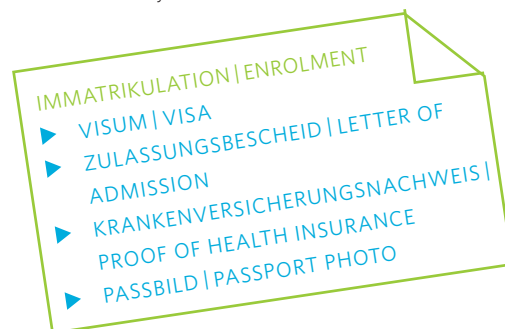 IMMATRIKULATION | ENROLMENT
▶ VISUM | VISA
▶ ZULASSUNGSBESCHEID | LETTER OF
ADMISSION
▶ KRANKENVERSICHERUNGSNACHWEIS |
PROOF OF HEALTH INSURANCE
▶ PASSBILD | PASSPORT PHOTO